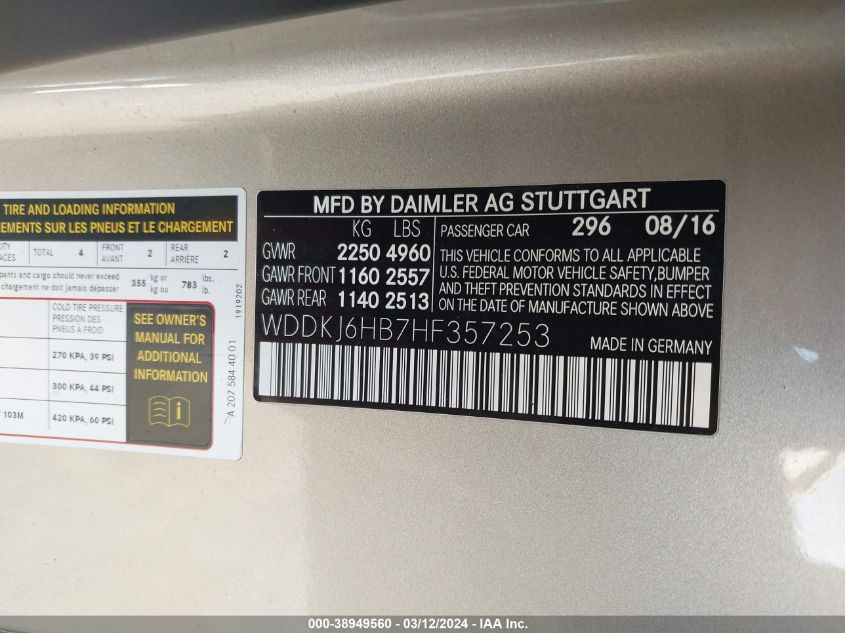 TIRE AND LOADING INFORMATION
EMENTS SUR LES PNEUS ET LE CHARGEMENT
CITY TOTAL 4 FRONT 2 REAR 2
ACES AVANT ARRIÈRE
pants and cargo should never exceed 355 kg or 783 lbs.
chargement ne doit jamais dépasser kg ou lb.
COLD TIRE PRESSURE
PRESSION DES
PNEUS À FROID
270 KPA, 39 PSI
300 KPA, 44 PSI
103M 420 KPA, 60 PSI
SEE OWNER'S
MANUAL FOR
ADDITIONAL
INFORMATION
i
1919202
A 207 584 40 01
MFD BY DAIMLER AG STUTTGART
KG LBS
GVWR 2250 4960
GAWR FRONT 1160 2557
GAWR REAR 1140 2513
PASSENGER CAR 296 08/16
THIS VEHICLE CONFORMS TO ALL APPLICABLE
U.S. FEDERAL MOTOR VEHICLE SAFETY,BUMPER
AND THEFT PREVENTION STANDARDS IN EFFECT
ON THE DATE OF MANUFACTURE SHOWN ABOVE
WDDKJ6HB7HF357253
MADE IN GERMANY
000-38949560 - 03/12/2024 - IAA Inc.